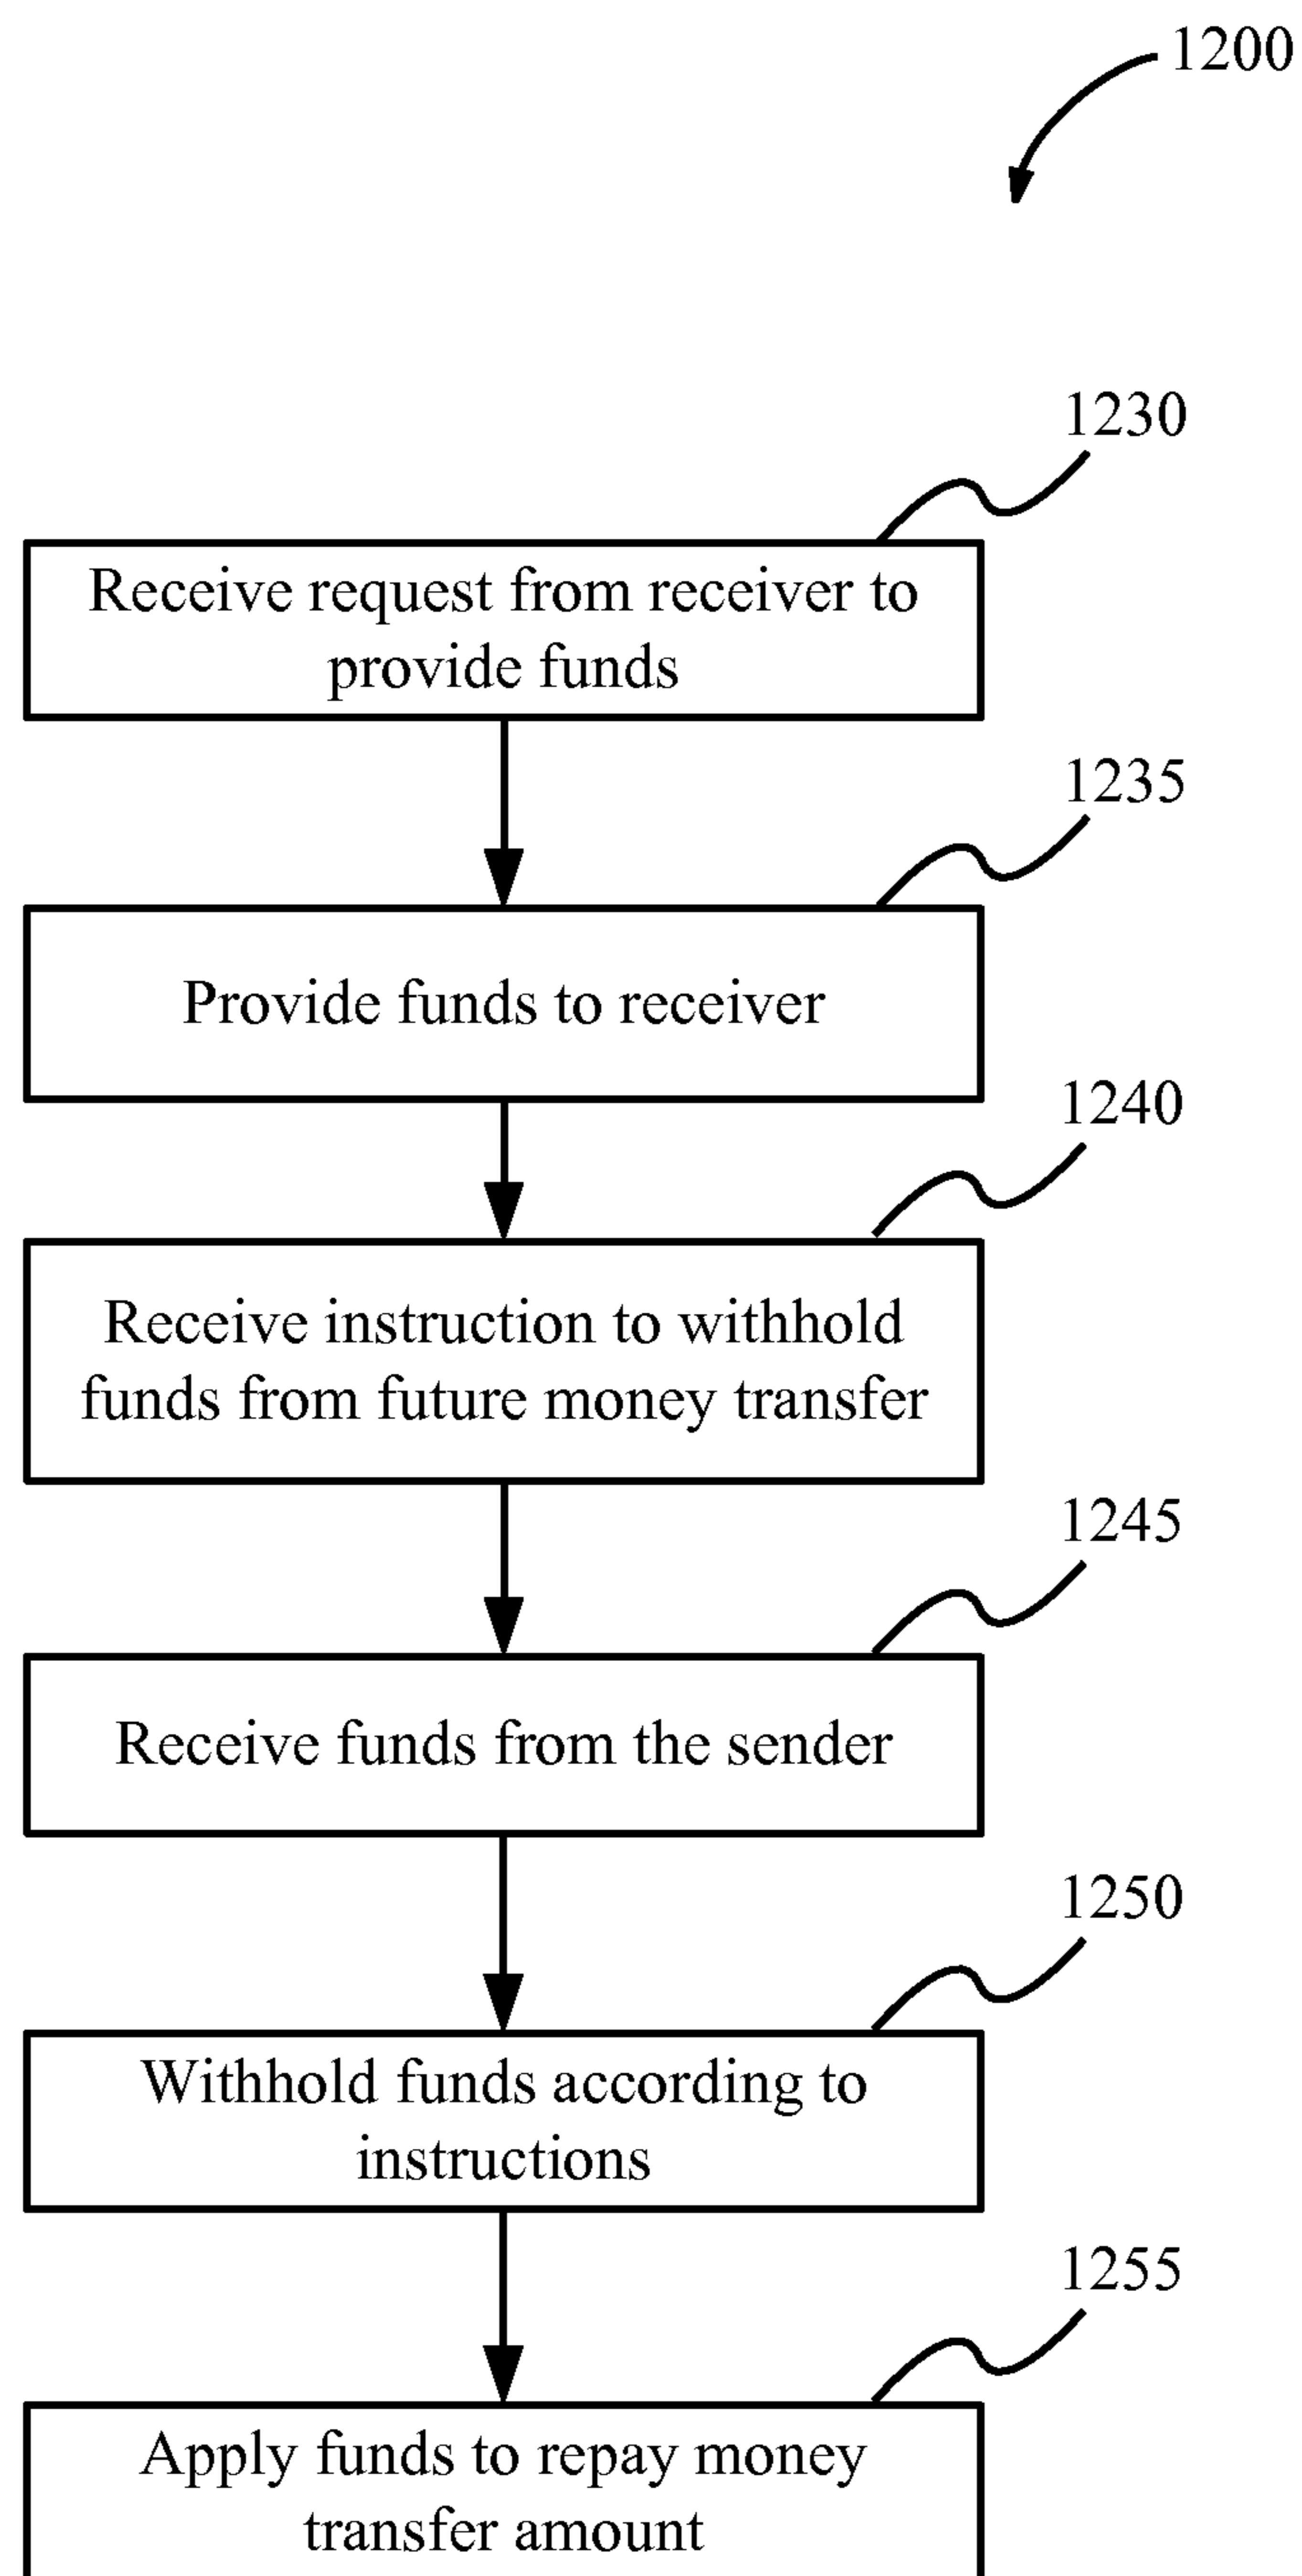 1200
1230
Receive request from receiver to
provide funds
1235
Provide funds to receiver
1240
Receive instruction to withhold
funds from future money transfer
1245
Receive funds from the sender
1250
Withhold funds according to
instructions
1255
Apply funds to repay money
transfer amount